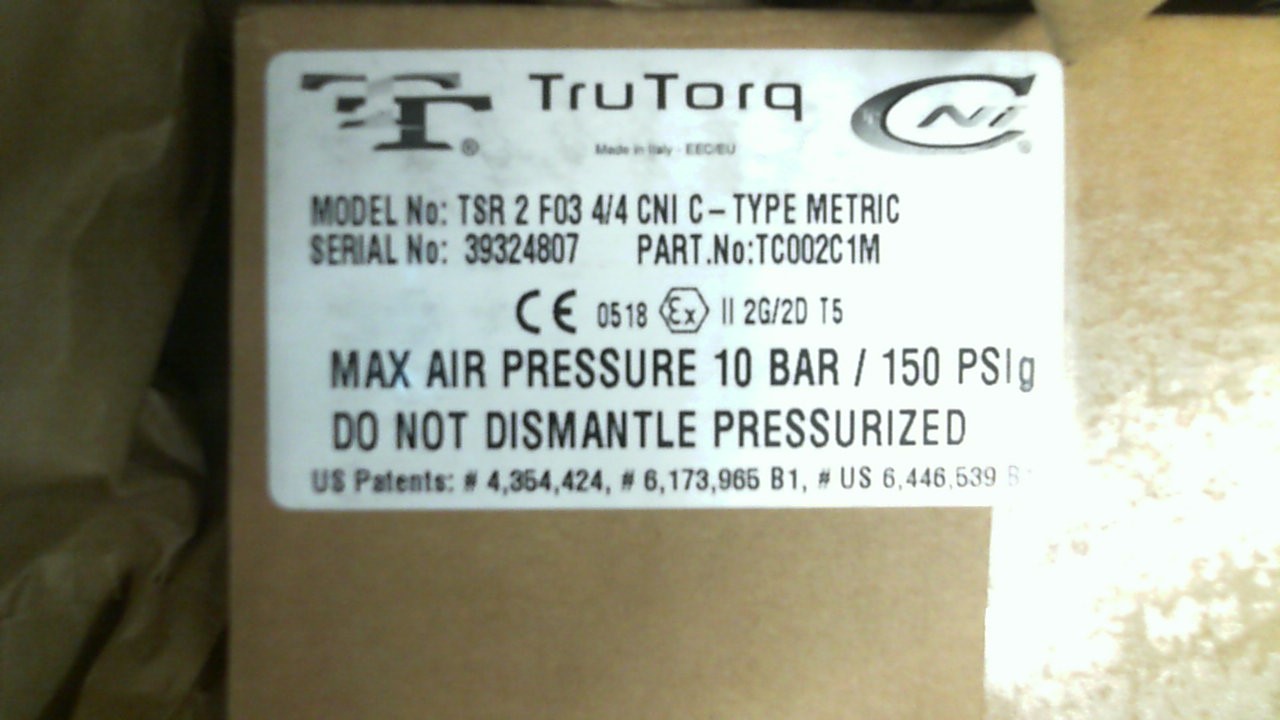 TT® TruTorq CNi®
Made in Italy - EEC/EU
MODEL No: TSR 2 F03 4/4 CNI C-TYPE METRIC
SERIAL No: 39324807 PART.No:TC002C1M
CE 0518 Ex II 2G/2D T5
MAX AIR PRESSURE 10 BAR / 150 PSIg
DO NOT DISMANTLE PRESSURIZED
US Patents: # 4,354,424, # 6,173,965 B1, # US 6,446,539